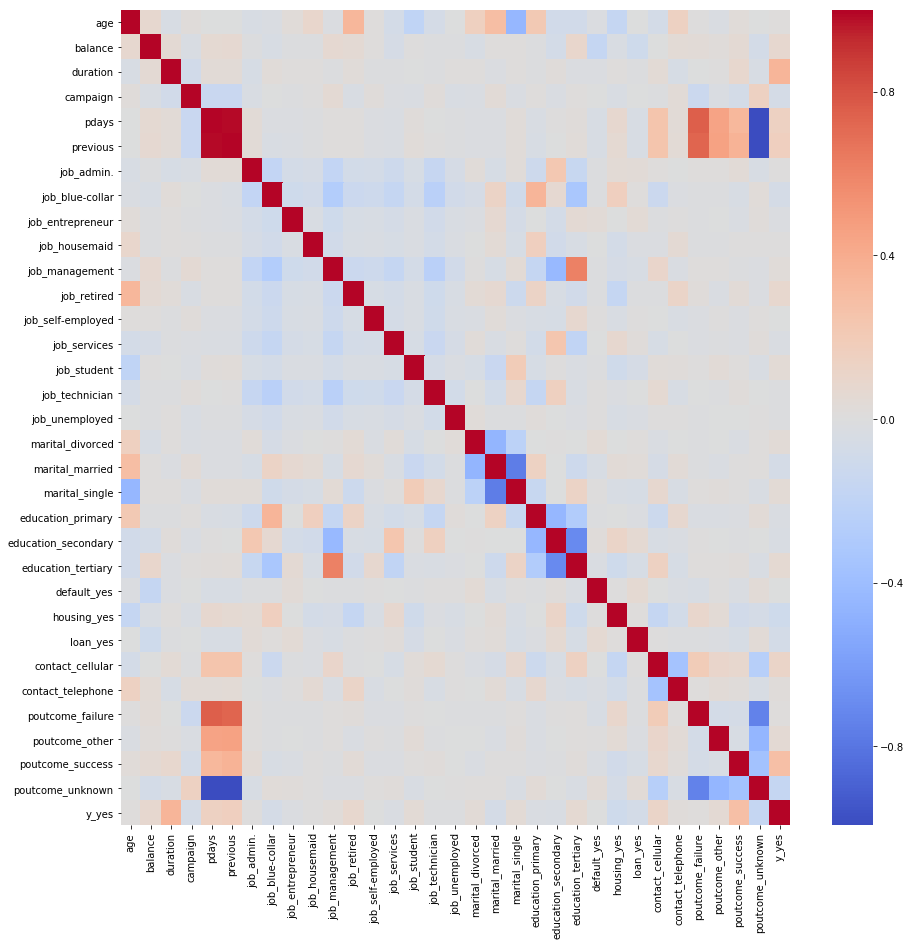 age
balance
duration
campaign
pdays
previous
job_admin.
job_blue-collar
job_entrepreneur
job_housemaid
job_management
job_retired
job_self-employed
job_services
job_student
job_technician
job_unemployed
marital_divorced
marital_married
marital_single
education_primary
education_secondary
education_tertiary
default_yes
housing_yes
loan_yes
contact_cellular
contact_telephone
poutcome_failure
poutcome_other
poutcome_success
poutcome_unknown
y_yes
age
balance
duration
campaign
pdays
previous
job_admin.
job_blue-collar
job_entrepreneur
job_housemaid
job_management
job_retired
job_self-employed
job_services
job_student
job_technician
job_unemployed
marital_divorced
marital_married
marital_single
education_primary
education_secondary
education_tertiary
default_yes
housing_yes
loan_yes
contact_cellular
contact_telephone
poutcome_failure
poutcome_other
poutcome_success
poutcome_unknown
y_yes
0.8
0.4
0.0
−0.4
−0.8